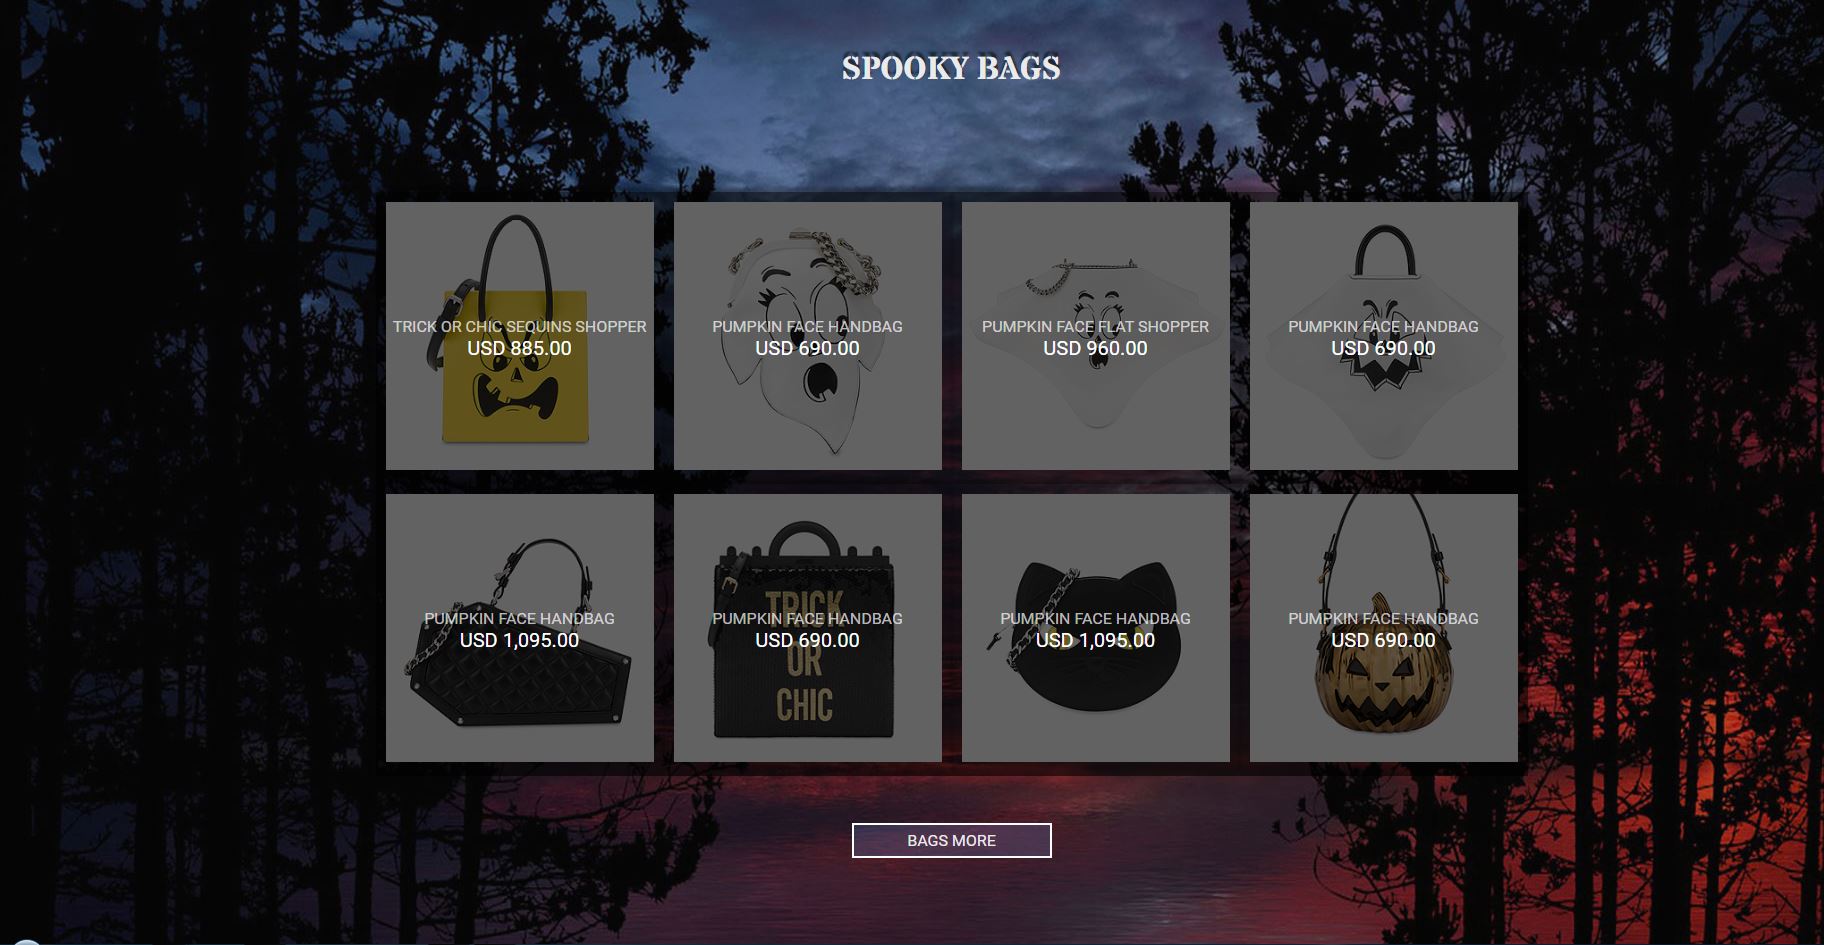 SPOOKY BAGS
TRICK OR CHIC SEQUINS SHOPPER
USD 885.00
PUMPKIN FACE HANDBAG
USD 690.00
PUMPKIN FACE FLAT SHOPPER
USD 960.00
PUMPKIN FACE HANDBAG
USD 690.00
PUMPKIN FACE HANDBAG
USD 1,095.00
TRICK
PUMPKIN FACE HANDBAG
USD 690.00
OR
CHIC
PUMPKIN FACE HANDBAG
USD 1,095.00
PUMPKIN FACE HANDBAG
USD 690.00
BAGS MORE